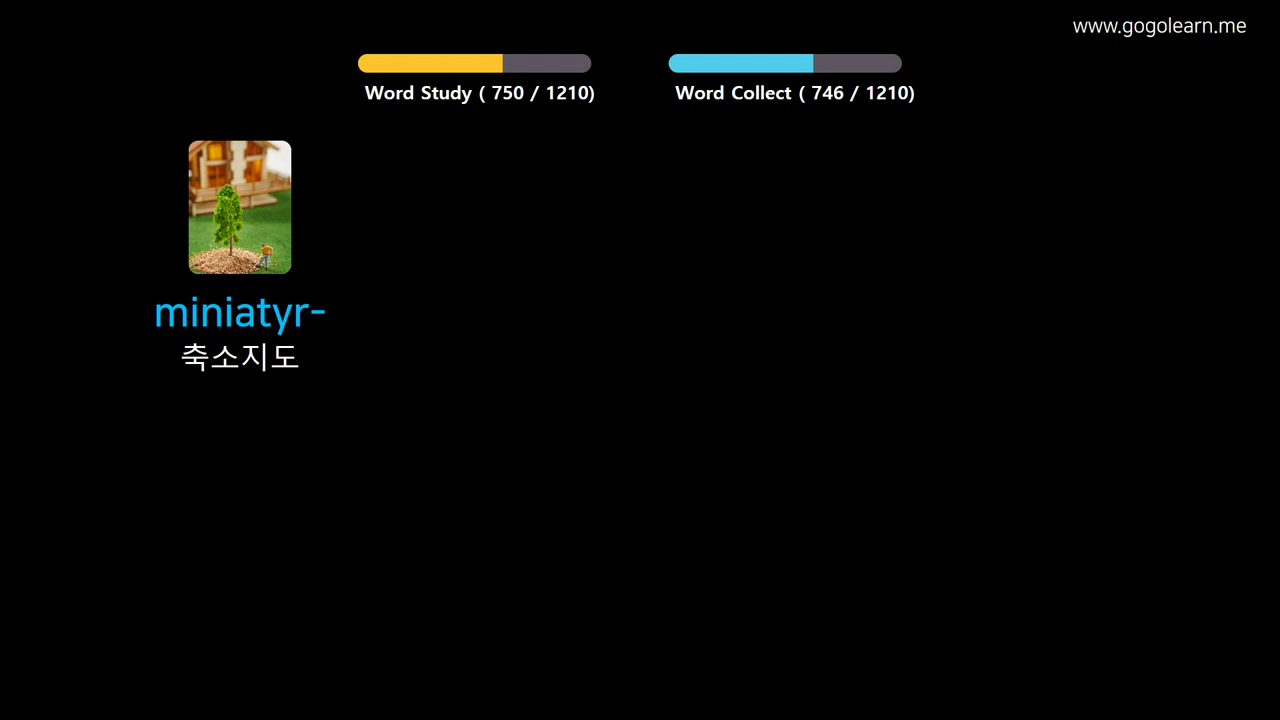 www.gogolearn.me
Word Study ( 750 / 1210)
Word Collect ( 746 / 1210)
miniatyr-
축소지도